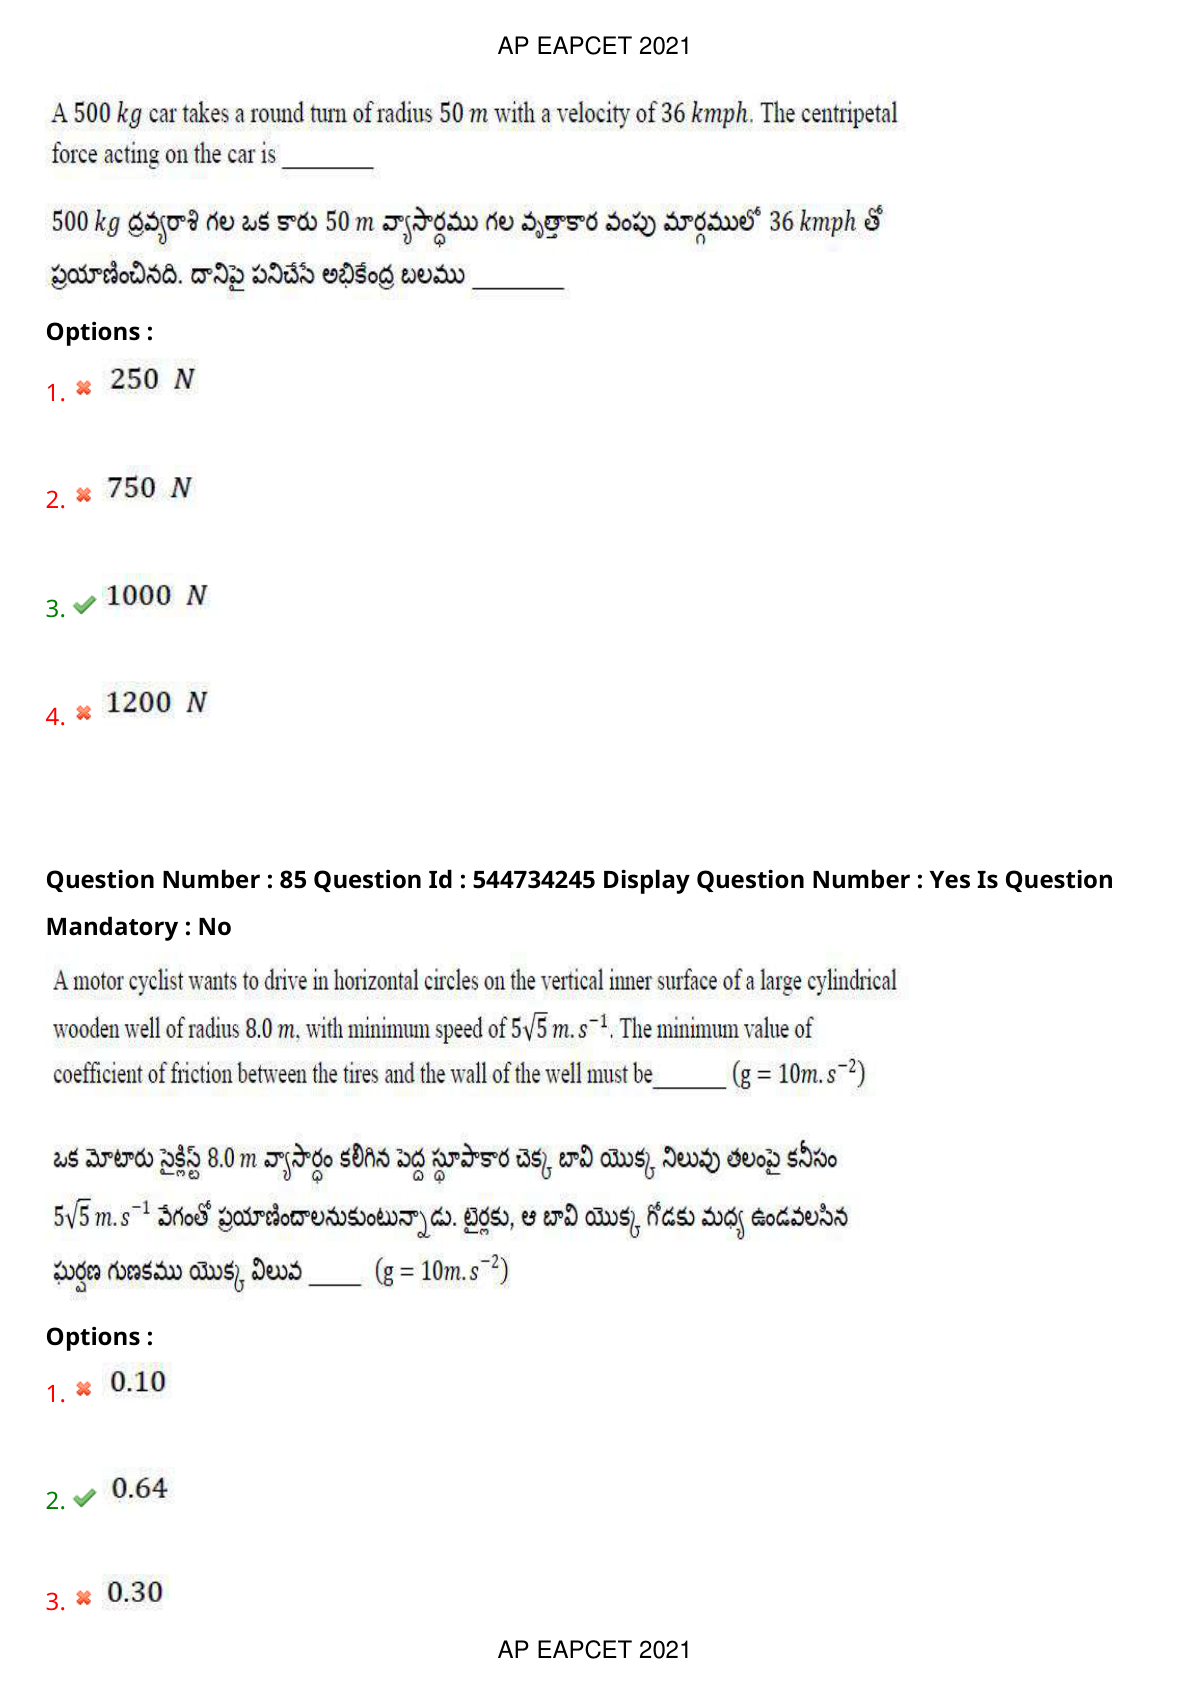 AP EAPCET 2021
A 500 kg car takes a round turn of radius 50 m with a velocity of 36 kmph. The centripetal
force acting on the car is _______
500 kg ద్రవ్యరాశి గల ఒక కారు 50 m వ్యాసార్ధము గల వృత్తాకార వంపు మార్గములో 36 kmph తో
ప్రయాణించినది. దానిపై పనిచేసే అభికేంద్ర బలము _______
Options :
1. ✖ 250 N
2. ✖ 750 N
3. ✔ 1000 N
4. ✖ 1200 N
Question Number : 85 Question Id : 544734245 Display Question Number : Yes Is Question
Mandatory : No
A motor cyclist wants to drive in horizontal circles on the vertical inner surface of a large cylindrical
wooden well of radius 8.0 m, with minimum speed of 5√5 m.s⁻¹. The minimum value of
coefficient of friction between the tires and the wall of the well must be______ (g = 10m.s⁻²)
ఒక మోటారు సైక్లిస్ట్ 8.0 m వ్యాసార్ధం కలిగిన పెద్ద స్థూపాకార చెక్క బావి యొక్క నిలువు తలంపై కనీసం
5√5 m.s⁻¹ వేగంతో ప్రయాణించాలనుకుంటున్నాడు. టైర్లకు, ఆ బావి యొక్క గోడకు మధ్య ఉండవలసిన
ఘర్షణ గుణకము యొక్క విలువ ____ (g = 10m.s⁻²)
Options :
1. ✖ 0.10
2. ✔ 0.64
3. ✖ 0.30
AP EAPCET 2021